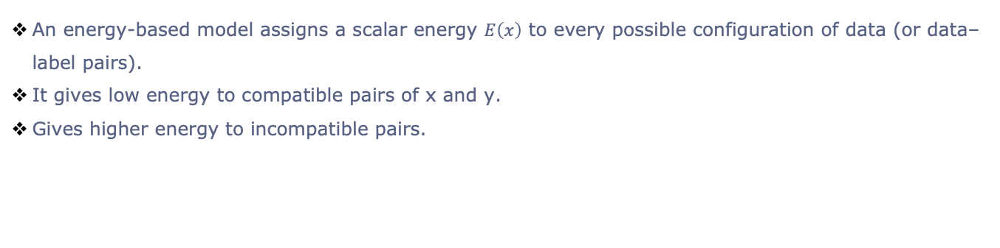 ❖ An energy-based model assigns a scalar energy E(x) to every possible configuration of data (or data–
label pairs).
❖ It gives low energy to compatible pairs of x and y.
❖ Gives higher energy to incompatible pairs.